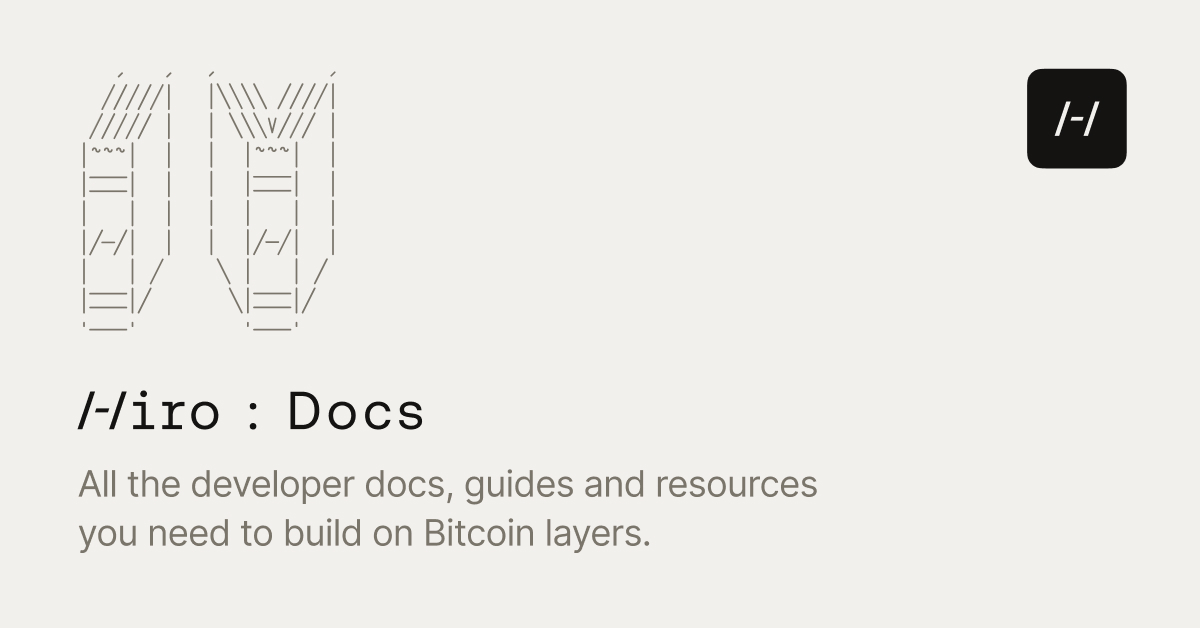 /-/
/-/ /-/
/-/iro : Docs
All the developer docs, guides and resources
you need to build on Bitcoin layers.